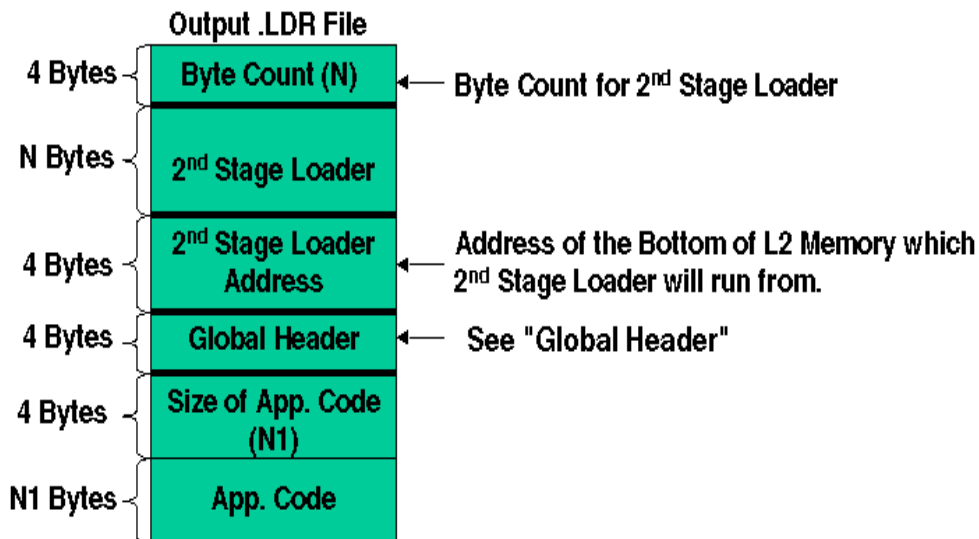 Output .LDR File
4 Bytes
Byte Count (N)
Byte Count for 2nd Stage Loader
N Bytes
2nd Stage Loader
4 Bytes
2nd Stage Loader
Address
Address of the Bottom of L2 Memory which
2nd Stage Loader will run from.
4 Bytes
Global Header
See "Global Header"
4 Bytes
Size of App. Code
(N1)
N1 Bytes
App. Code